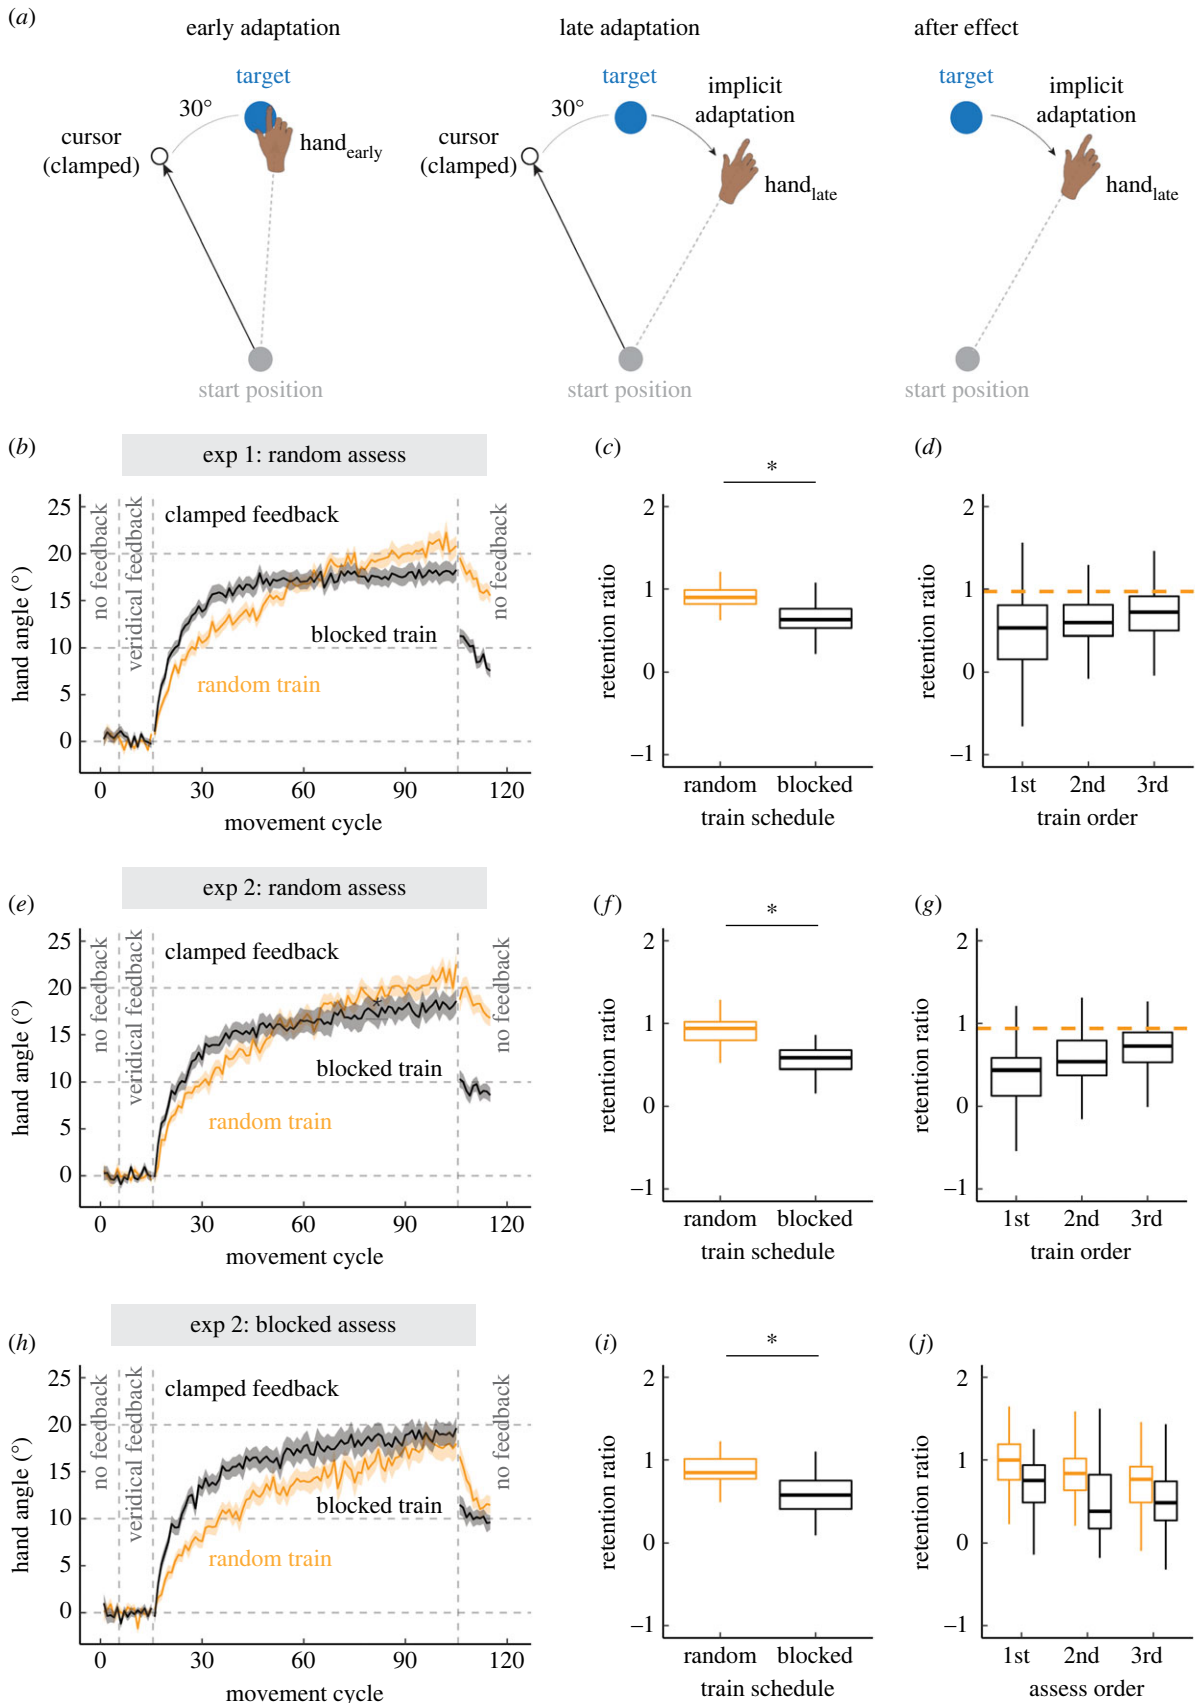 (a)
early adaptation
late adaptation
after effect
target
target
target
30°
30°
implicit
adaptation
implicit
adaptation
cursor
(clamped)
hand early
cursor
(clamped)
hand late
hand late
start position
start position
start position
(b)
exp 1: random assess
(c)
(d)
no feedback
veridical feedback
clamped feedback
no feedback
blocked train
random train
hand angle (°)
25
20
15
10
5
0
0 30 60 90 120
movement cycle
*
retention ratio
2
1
0
–1
random blocked
train schedule
retention ratio
2
1
0
–1
1st 2nd 3rd
train order
exp 2: random assess
(e)
(f)
(g)
no feedback
veridical feedback
clamped feedback
no feedback
blocked train
random train
hand angle (°)
25
20
15
10
5
0
0 30 60 90 120
movement cycle
*
retention ratio
2
1
0
–1
random blocked
train schedule
retention ratio
2
1
0
–1
1st 2nd 3rd
train order
exp 2: blocked assess
(h)
(i)
(j)
no feedback
veridical feedback
clamped feedback
no feedback
blocked train
random train
hand angle (°)
25
20
15
10
5
0
0 30 60 90 120
movement cycle
*
retention ratio
2
1
0
–1
random blocked
train schedule
retention ratio
2
1
0
–1
1st 2nd 3rd
assess order